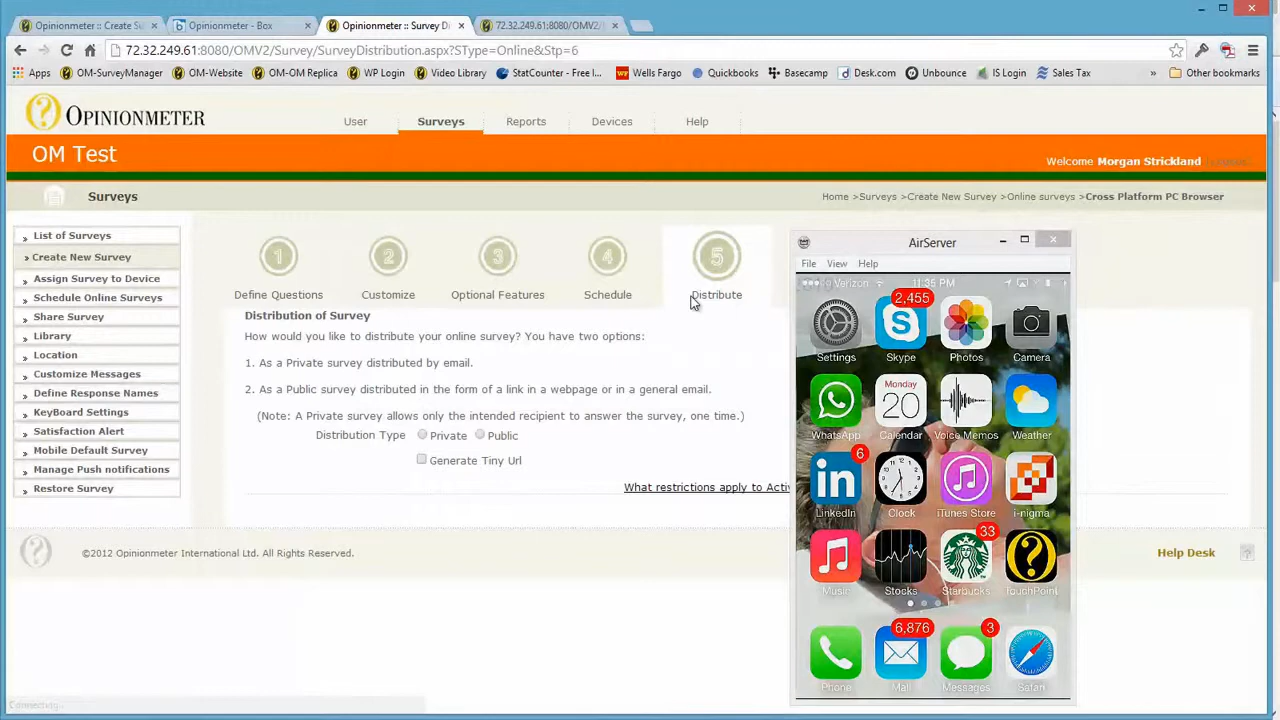 Opinionmeter :: Create Su
Opinionmeter - Box
Opinionmeter :: Survey Di
72.32.249.61:8080/OMV2/
72.32.249.61:8080/OMV2/Survey/SurveyDistribution.aspx?SType=Online&Stp=6
Apps
OM-SurveyManager
OM-Website
OM-OM Replica
WP Login
Video Library
StatCounter - Free I...
Wells Fargo
Quickbooks
Basecamp
Desk.com
Unbounce
IS Login
Sales Tax
»
Other bookmarks
OPINIONMETER
User
Surveys
Reports
Devices
Help
OM Test
Welcome Morgan Strickland
Surveys
Home >Surveys >Create New Survey >Online surveys >Cross Platform PC Browser
List of Surveys
Create New Survey
Assign Survey to Device
Schedule Online Surveys
Share Survey
Library
Location
Customize Messages
Define Response Names
KeyBoard Settings
Satisfaction Alert
Mobile Default Survey
Manage Push notifications
Restore Survey
1
2
3
4
5
Define Questions
Customize
Optional Features
Schedule
Distribute
Distribution of Survey
How would you like to distribute your online survey? You have two options:
1. As a Private survey distributed by email.
2. As a Public survey distributed in the form of a link in a webpage or in a general email.
(Note: A Private survey allows only the intended recipient to answer the survey, one time.)
Distribution Type
Private
Public
Generate Tiny Url
What restrictions apply to Acti
©2012 Opinionmeter International Ltd. All Rights Reserved.
Help Desk
AirServer
File
View
Help
Verizon
11:35 PM
2,455
Settings
Skype
Photos
Camera
Monday
20
WhatsApp
Calendar
Voice Memos
Weather
6
in
LinkedIn
Clock
iTunes Store
i-nigma
33
Music
Stocks
Starbucks
TouchPoint
6,876
3
Phone
Mail
Messages
Safari
Connecting...